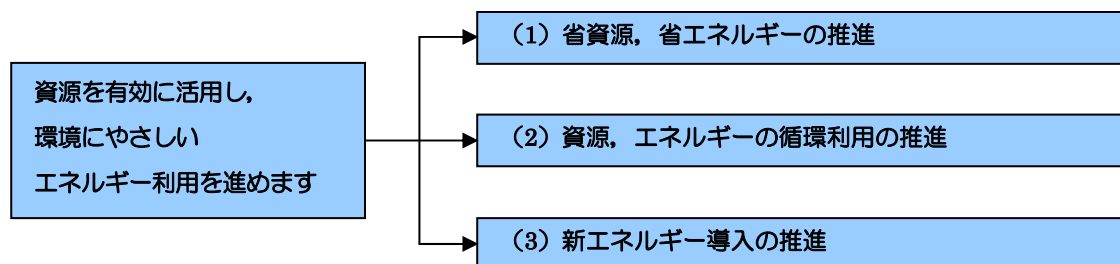 資源を有効に活用し，
環境にやさしい
エネルギー利用を進めます
（1）省資源，省エネルギーの推進
（2）資源，エネルギーの循環利用の推進
（3）新エネルギー導入の推進